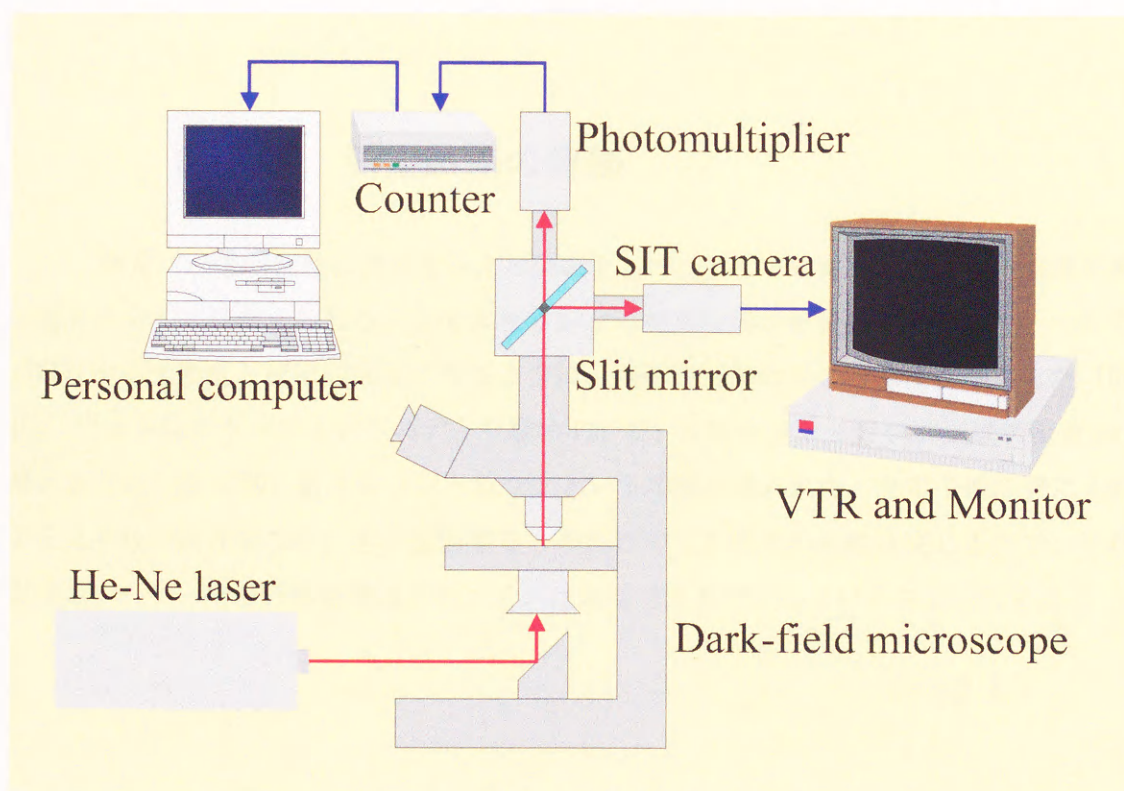 Photomultiplier
Counter
SIT camera
Personal computer
Slit mirror
VTR and Monitor
He-Ne laser
Dark-field microscope